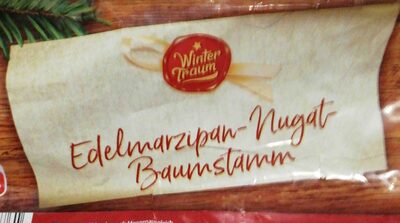 Winter
Traum
Edelmarzipan-Nugat-
Baumstamm